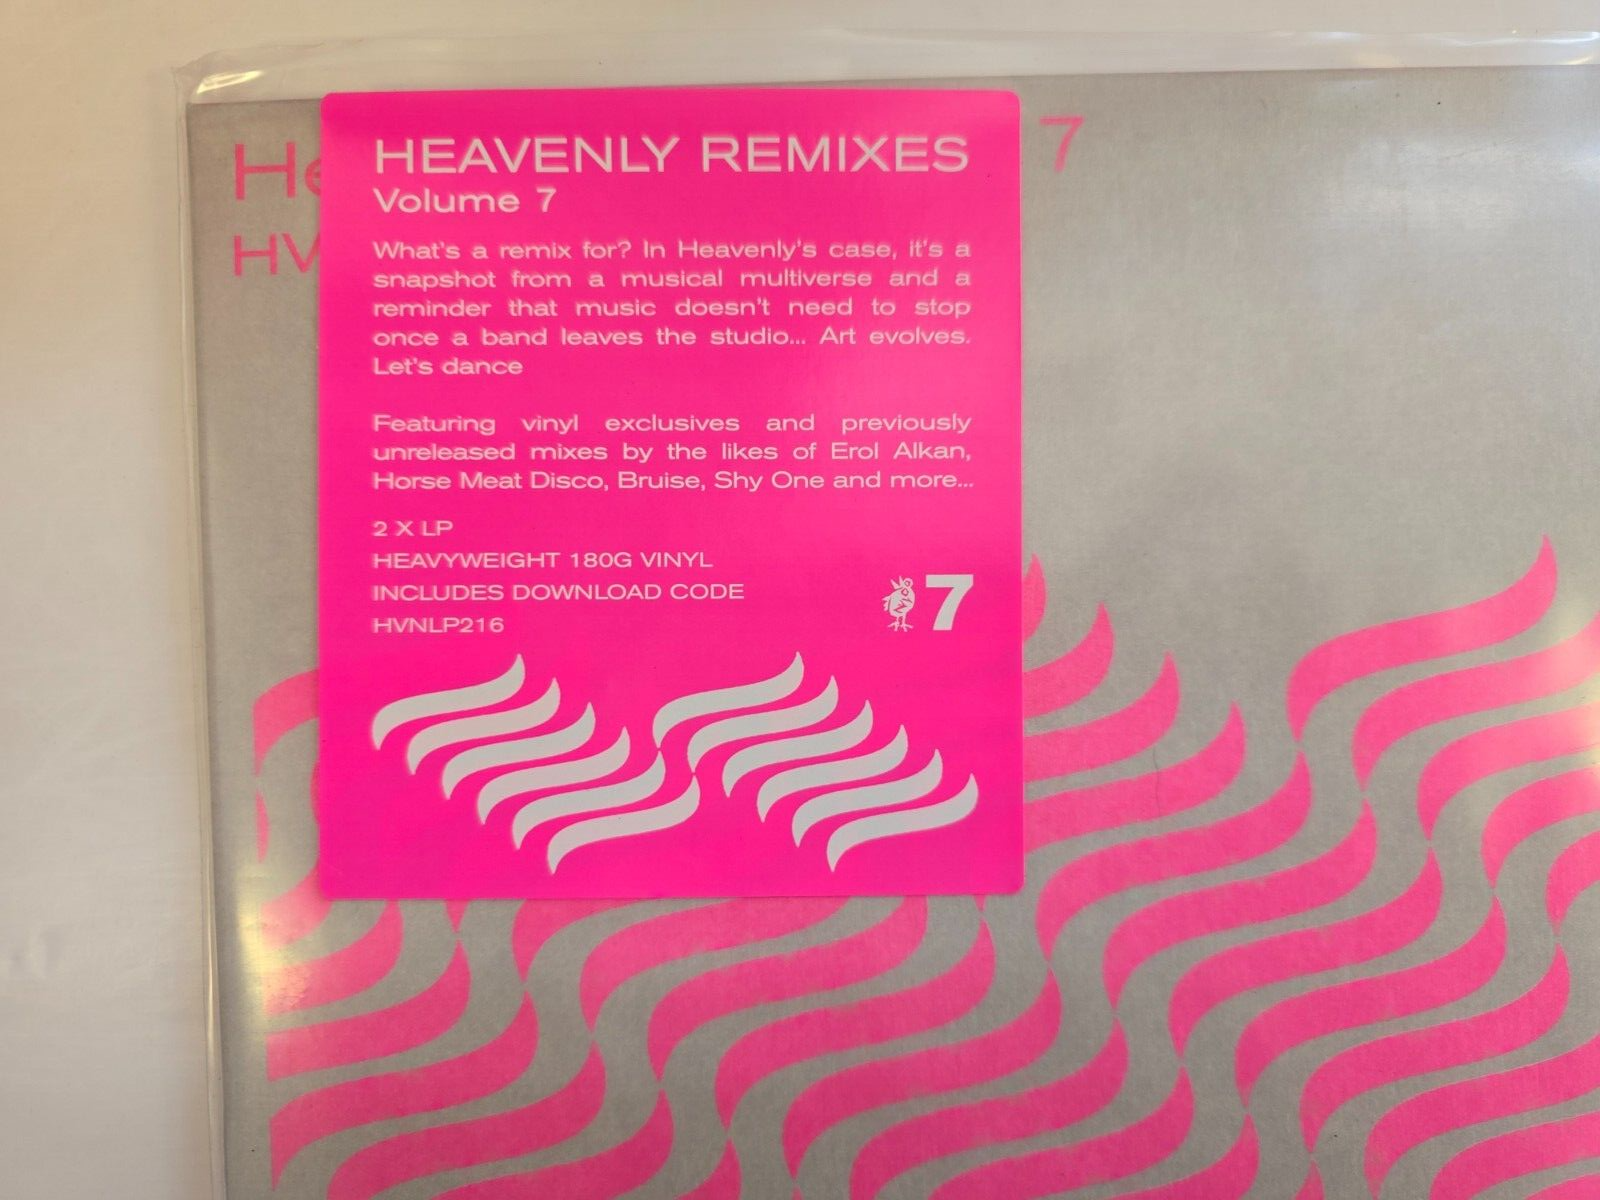 He 7
HV
HEAVENLY REMIXES
Volume 7
What's a remix for? In Heavenly's case, it's a
snapshot from a musical multiverse and a
reminder that music doesn't need to stop
once a band leaves the studio... Art evolves.
Let's dance
Featuring vinyl exclusives and previously
unreleased mixes by the likes of Erol Alkan,
Horse Meat Disco, Bruise, Shy One and more...
2 X LP
HEAVYWEIGHT 180G VINYL
INCLUDES DOWNLOAD CODE
HVNLP216
7